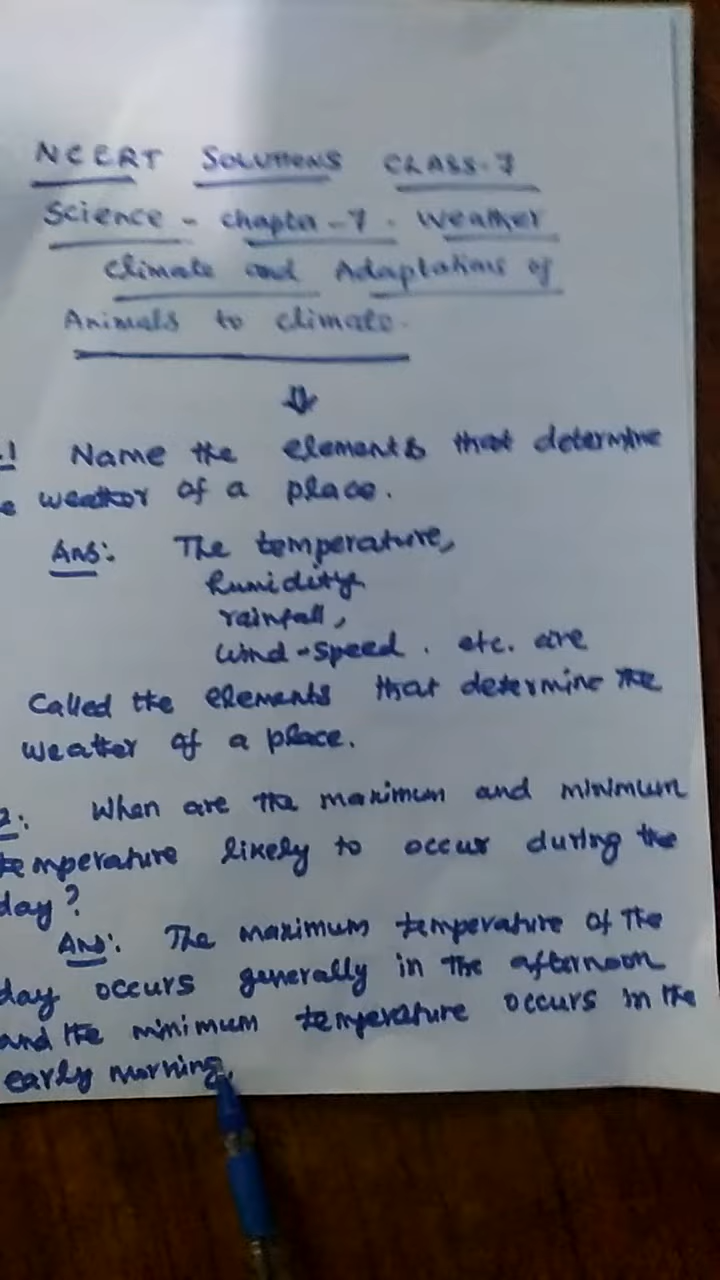 NCERT SOLUTIONS CLASS-7
Science - chapter - 7 - Weather
Climate and Adaptations of
Animals to climate.
.1 Name the elements that determine
e weather of a place.
Ans: The temperature,
humidity,
rainfall,
wind-speed. etc. are
Called the elements that determine the
weather of a place.
2: When are the maximum and minimum
temperature likely to occur during the
day?
Ans: The maximum temperature of the
day occurs generally in the afternoon
and the minimum temperature occurs in the
early morning.